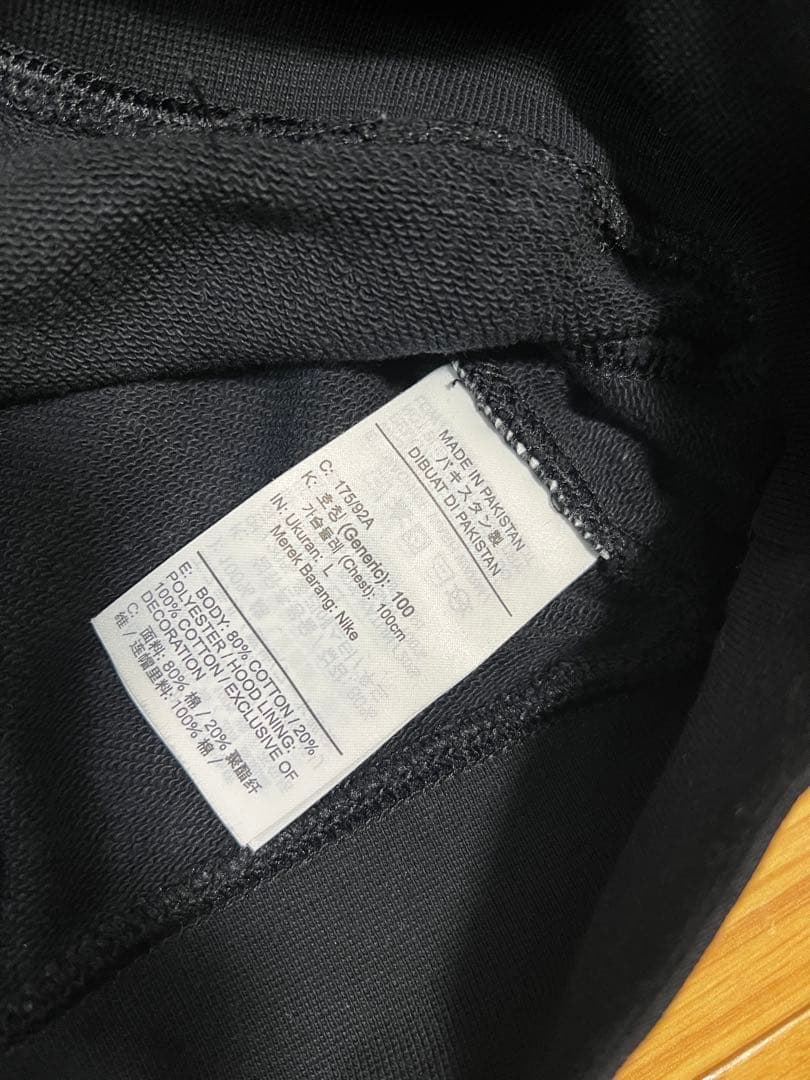 MADE IN PAKISTAN
パキスタン製
DIBUAT DI PAKISTAN
C: 175/92A
K: 호칭 (Generic): 100
가슴둘레 (Chest): 100cm
IN: Ukuran: L
Merek Barang: Nike
E: BODY: 80% COTTON / 20%
POLYESTER / HOOD LINING:
100% COTTON / EXCLUSIVE OF
DECORATION
C: 面料: 80% 棉 / 20% 聚酯纤
维 / 连帽里料: 100% 棉